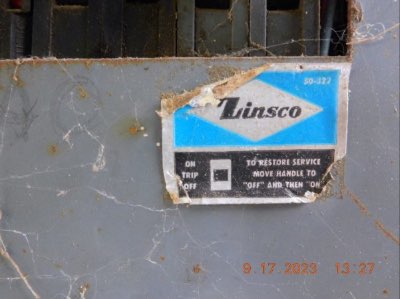 50-322
Zinsco
ON
TRIP
OFF
TO RESTORE SERVICE
MOVE HANDLE TO
"OFF" AND THEN "ON
9 17 2023 13:27